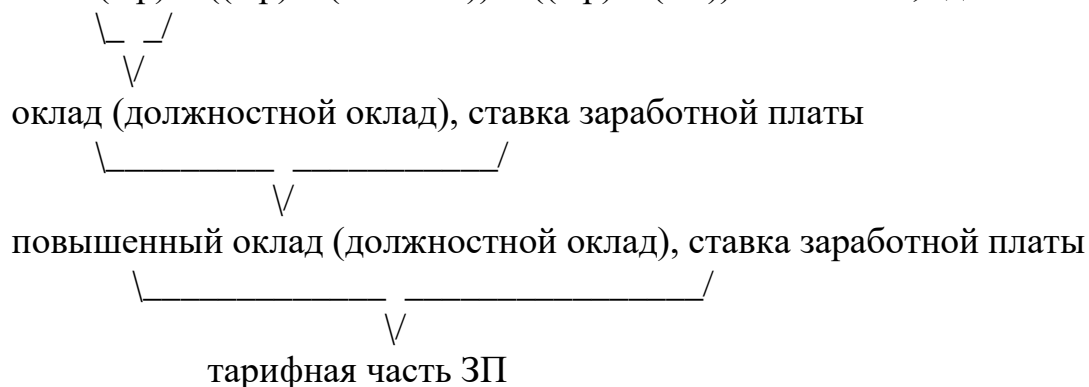 оклад (должностной оклад), ставка заработной платы
повышенный оклад (должностной оклад), ставка заработной платы
тарифная часть ЗП